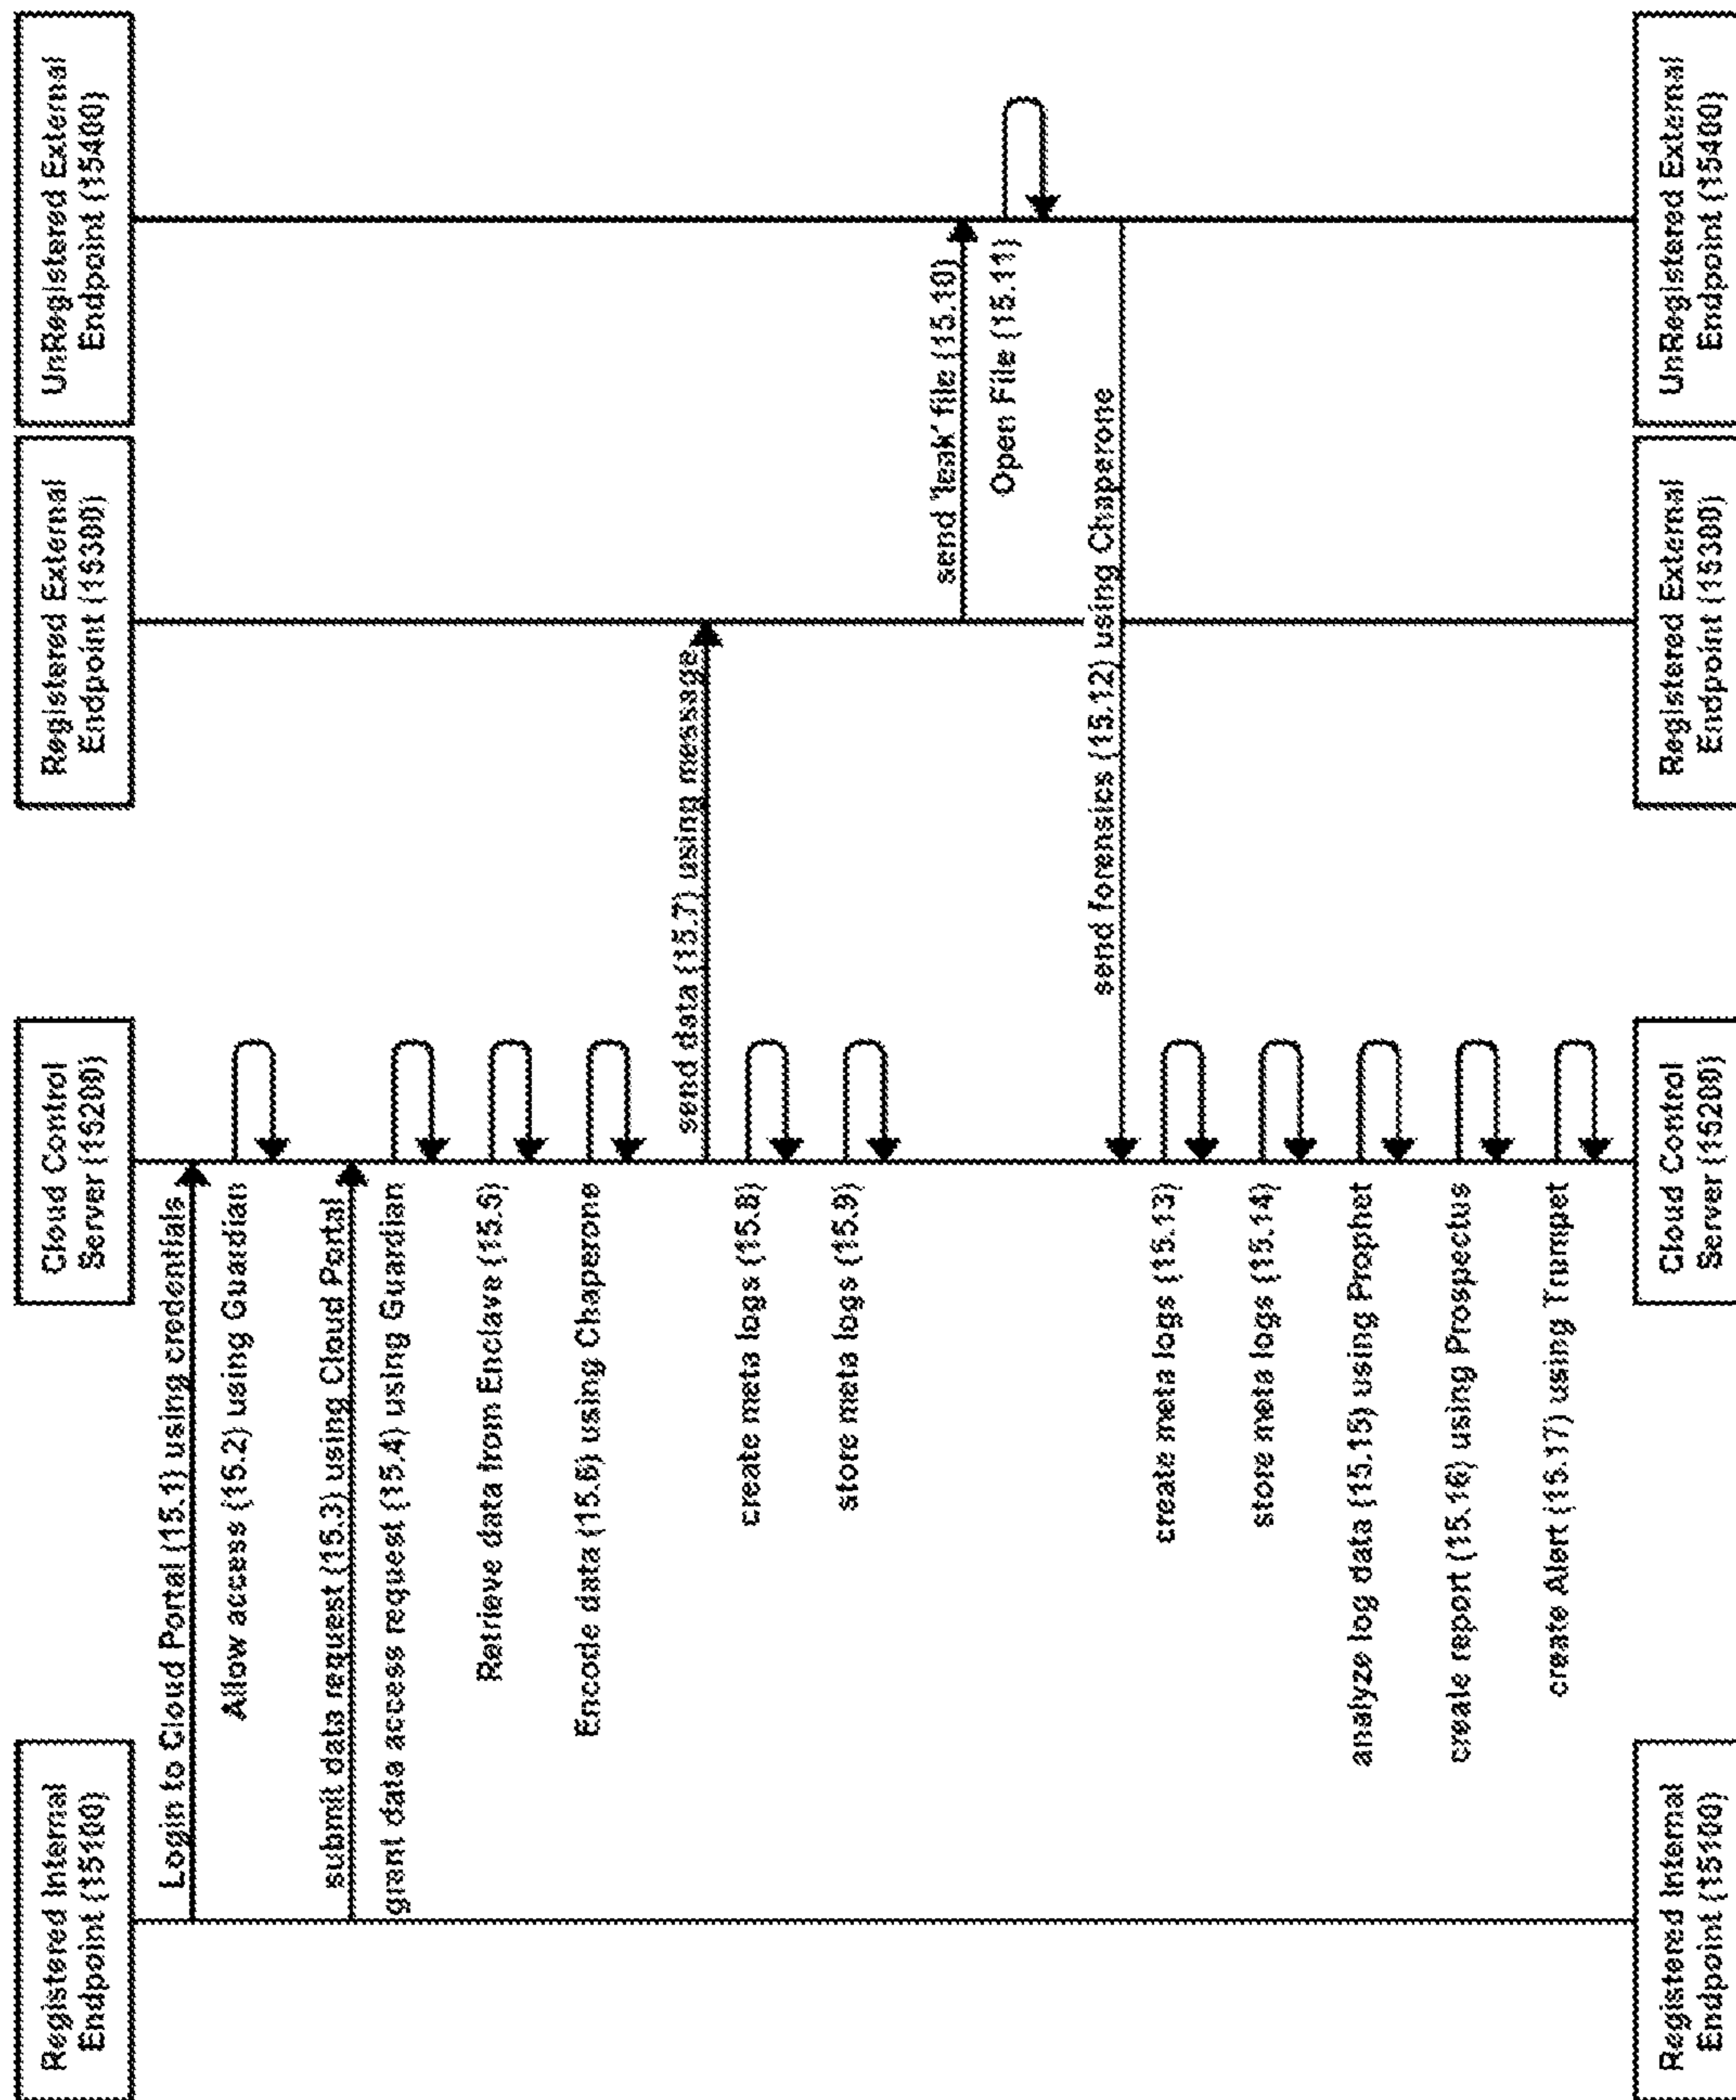 Registered Internal
Endpoint (15100)
Cloud Control
Server (15200)
Registered External
Endpoint (15300)
UnRegistered External
Endpoint (15400)
Login to Cloud Portal (15.1) using credentials
Allow access (15.2) using Guardian
submit data request (15.3) using Cloud Portal
grant data access request (15.4) using Guardian
Retrieve data from Enclave (15.5)
Encode data (15.6) using Chaperone
send data (15.7) using message
create meta logs (15.8)
store meta logs (15.9)
send 'leak' file (15.10)
Open File (15.11)
send forensics (15.12) using Chaperone
create meta logs (15.13)
store meta logs (15.14)
analyze log data (15.15) using Prophet
create report (15.16) using Prospectus
create Alert (15.17) using Trumpet
Registered Internal
Endpoint (15100)
Cloud Control
Server (15200)
Registered External
Endpoint (15300)
UnRegistered External
Endpoint (15400)